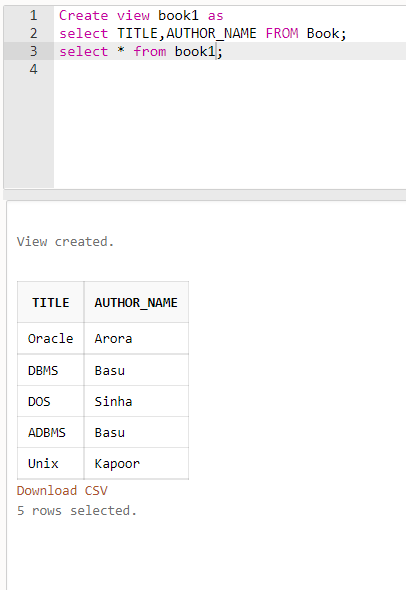 1 Create view book1 as
2 select TITLE,AUTHOR_NAME FROM Book;
3 select * from book1;
4
View created.
TITLE AUTHOR_NAME
Oracle Arora
DBMS Basu
DOS Sinha
ADBMS Basu
Unix Kapoor
Download CSV
5 rows selected.